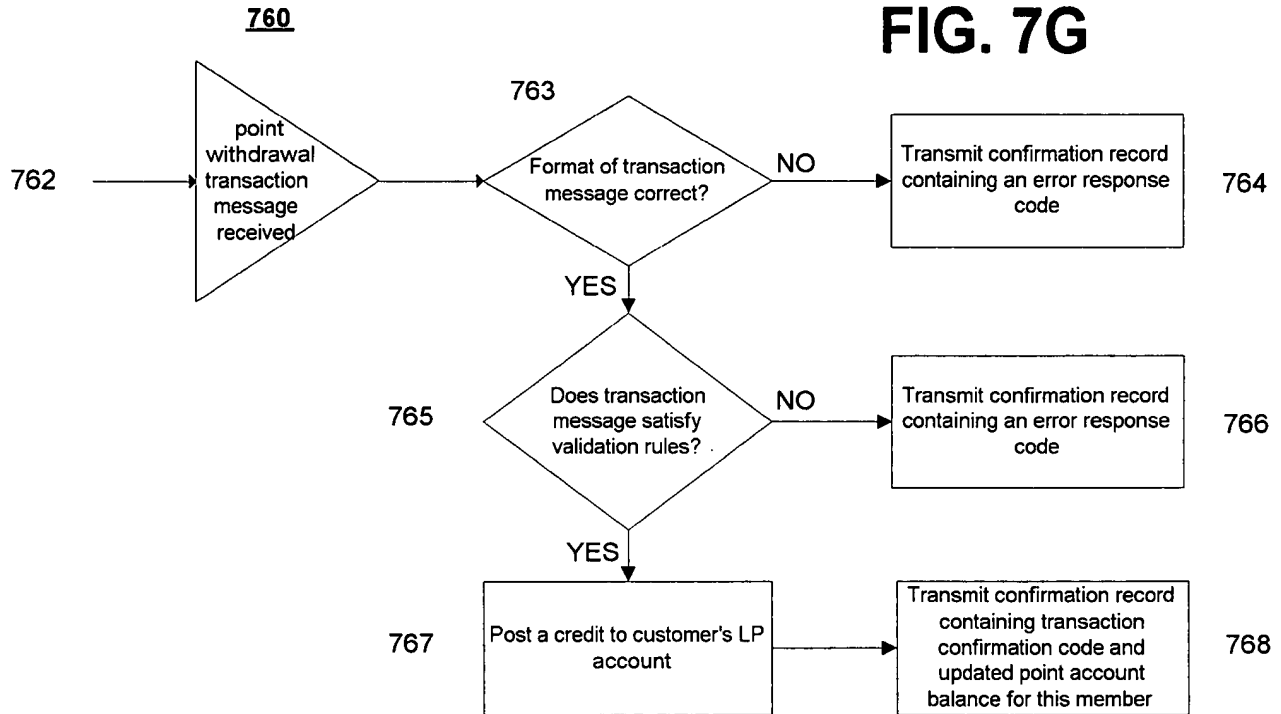 760
FIG. 7G
762
point
withdrawal
transaction
message
received
763
Format of transaction
message correct?
NO
Transmit confirmation record
containing an error response
code
764
YES
765
Does transaction
message satisfy
validation rules?
NO
Transmit confirmation record
containing an error response
code
766
YES
767
Post a credit to customer's LP
account
Transmit confirmation record
containing transaction
confirmation code and
updated point account
balance for this member
768